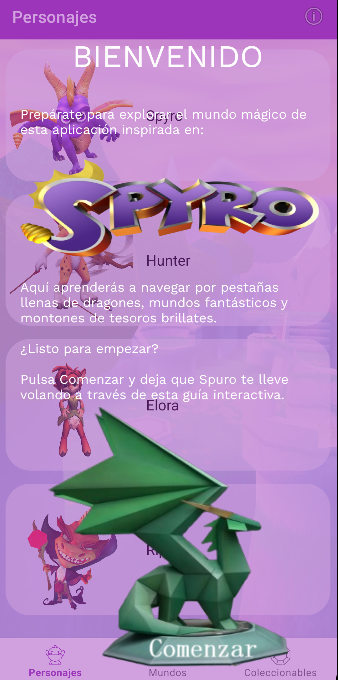 Personajes
BIENVENIDO
Spyro
Prepárate para explorar el mundo mágico de
esta aplicación inspirada en:
SPYRO
Hunter
Aquí aprenderás a navegar por pestañas
llenas de dragones, mundos fantásticos y
montones de tesoros brillates.
¿Listo para empezar?
Pulsa Comenzar y deja que Spuro te lleve
volando a través de esta guía interactiva.
Elora
Comenzar
Personajes
Mundos
Coleccionables